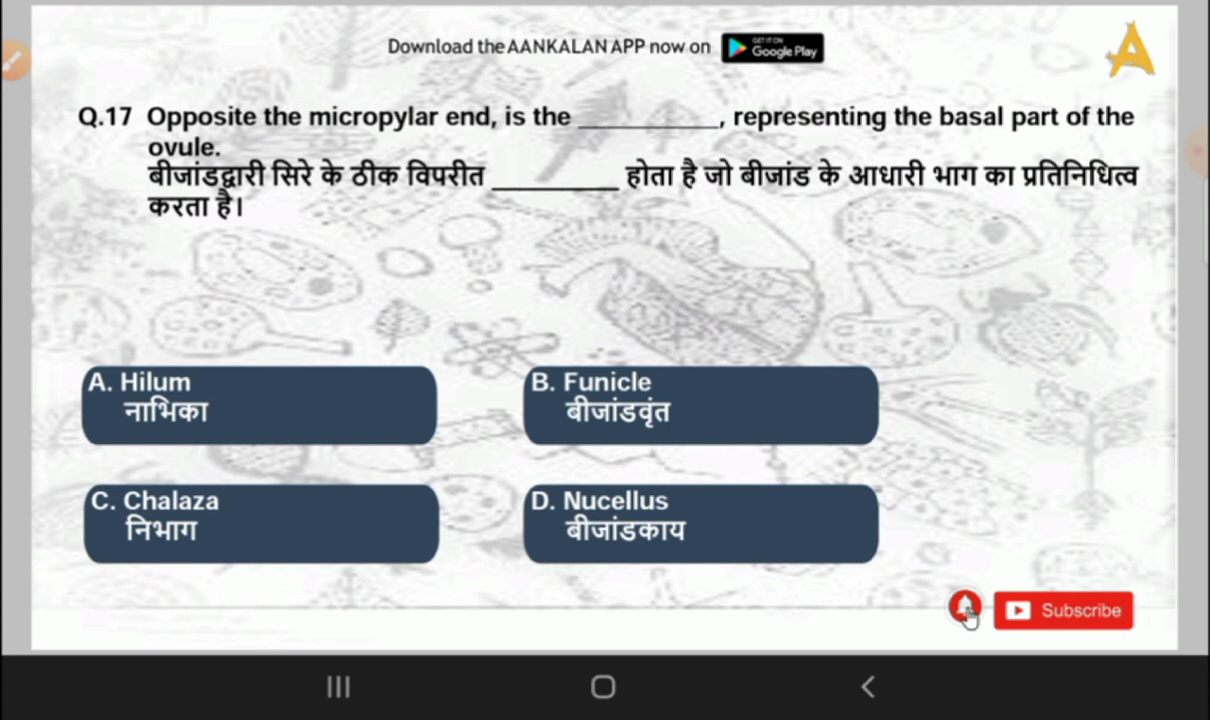 Download the AANKALAN APP now on GET IT ON Google Play
Q.17 Opposite the micropylar end, is the __________, representing the basal part of the
ovule.
बीजांडद्वारी सिरे के ठीक विपरीत _________ होता है जो बीजांड के आधारी भाग का प्रतिनिधित्व
करता है।
A. Hilum
नाभिका
B. Funicle
बीजांडवृंत
C. Chalaza
निभाग
D. Nucellus
बीजांडकाय
Subscribe